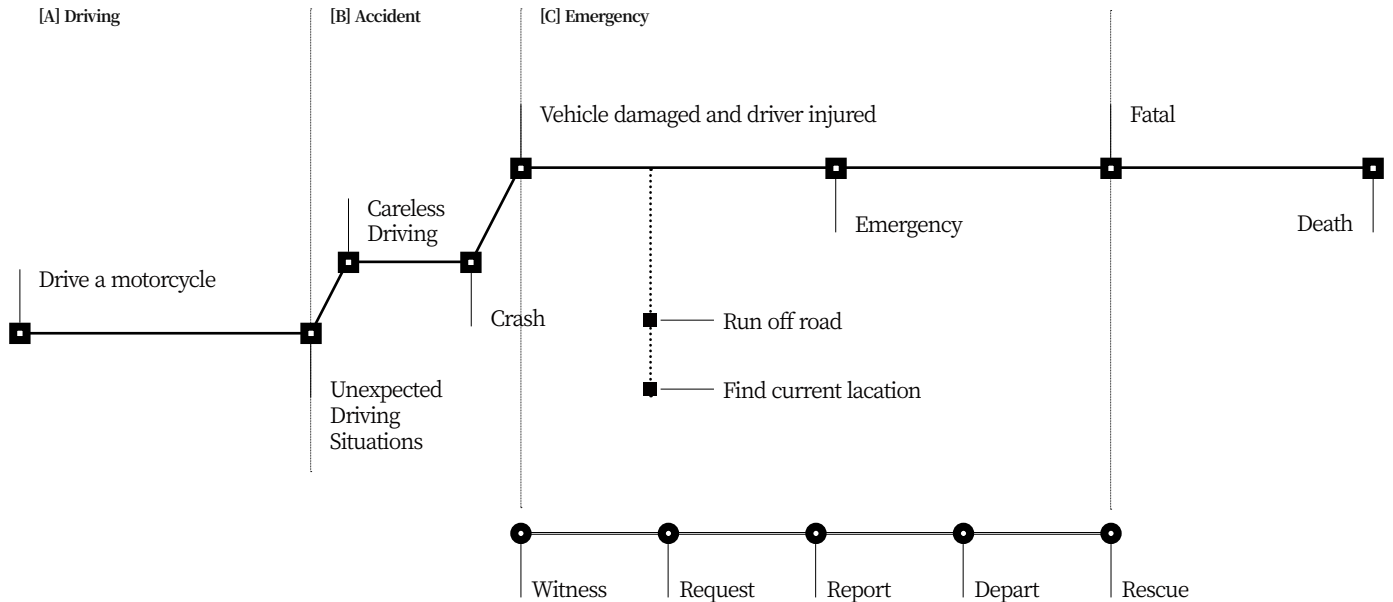 [A] Driving
[B] Accident
[C] Emergency
Vehicle damaged and driver injured
Fatal
Careless
Driving
Emergency
Death
Drive a motorcycle
Crash
Run off road
Unexpected
Driving
Situations
Find current lacation
Witness
Request
Report
Depart
Rescue